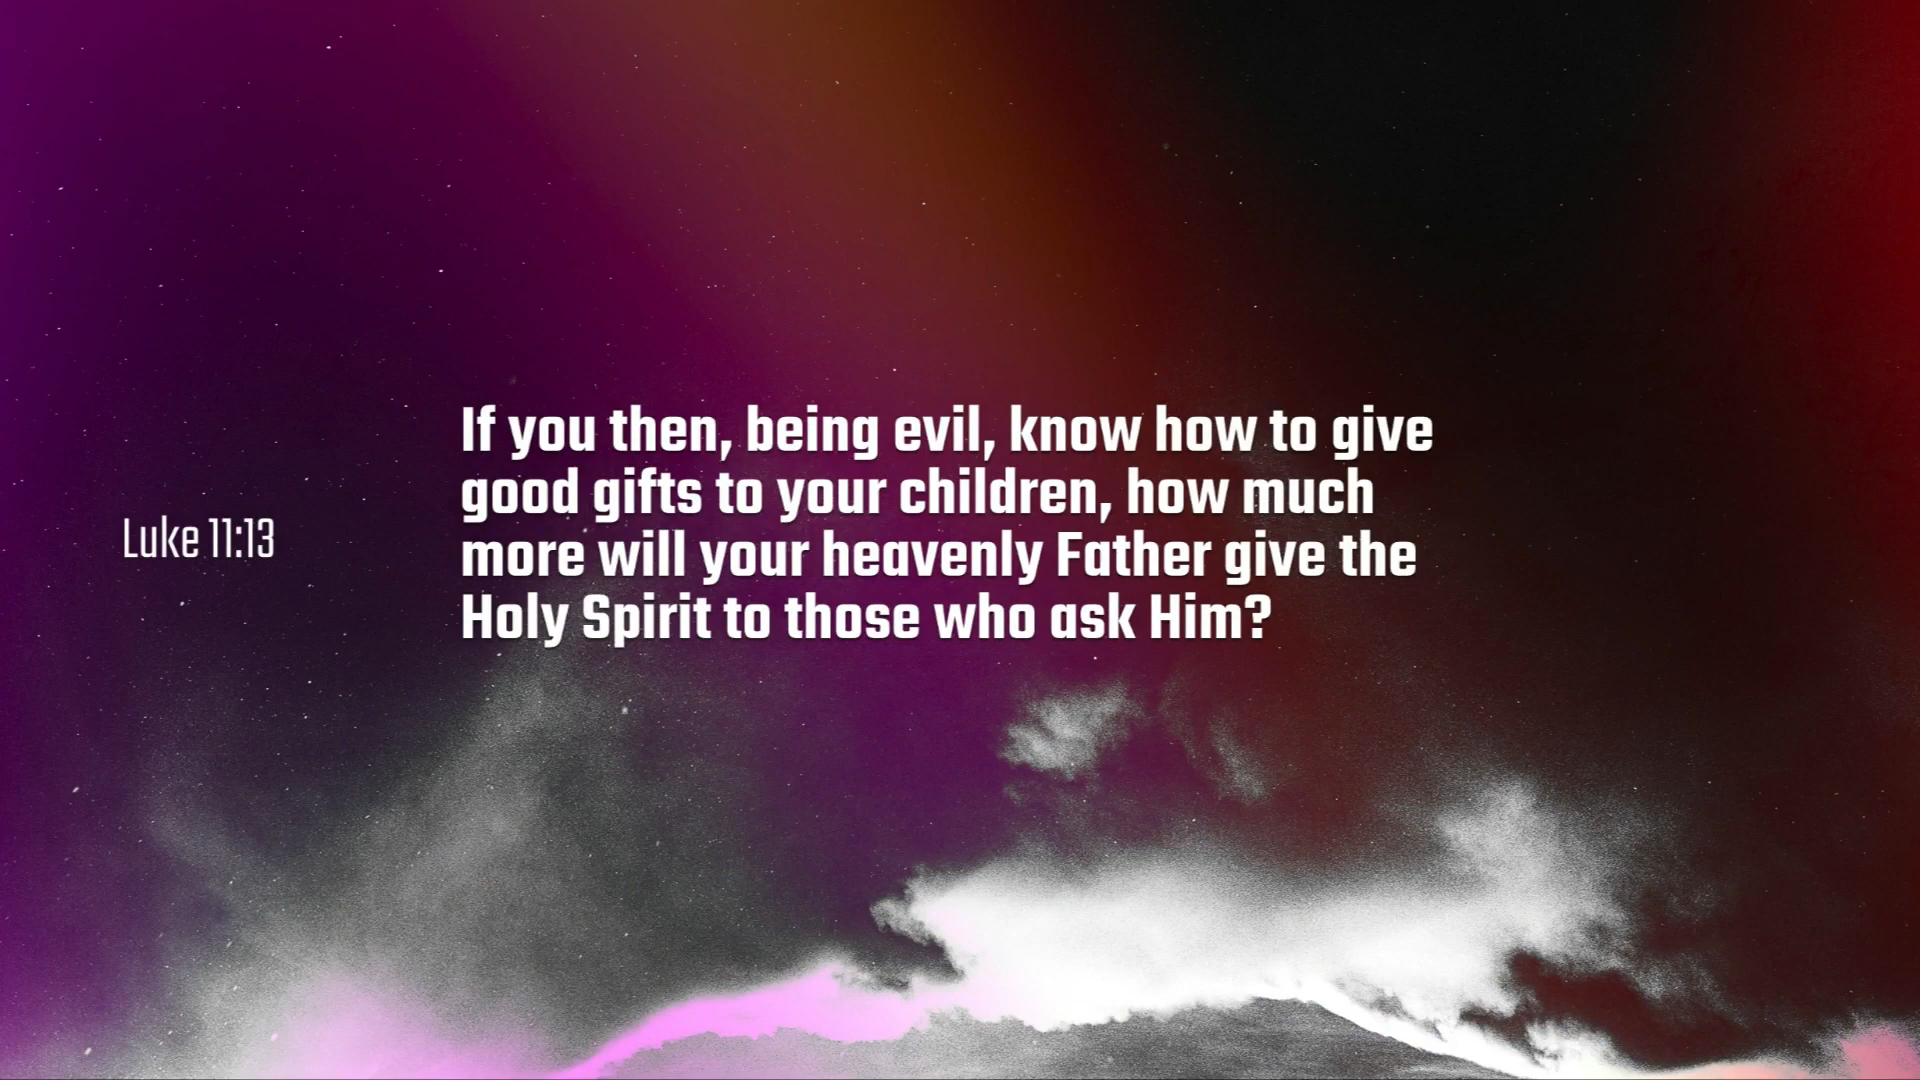 Luke 11:13
If you then, being evil, know how to give
good gifts to your children, how much
more will your heavenly Father give the
Holy Spirit to those who ask Him?